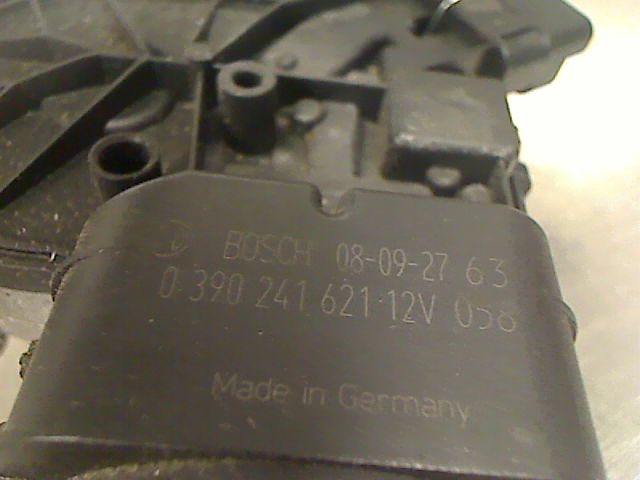 BOSCH 08-09-27 63
0 390 241 621 12V 058
Made in Germany